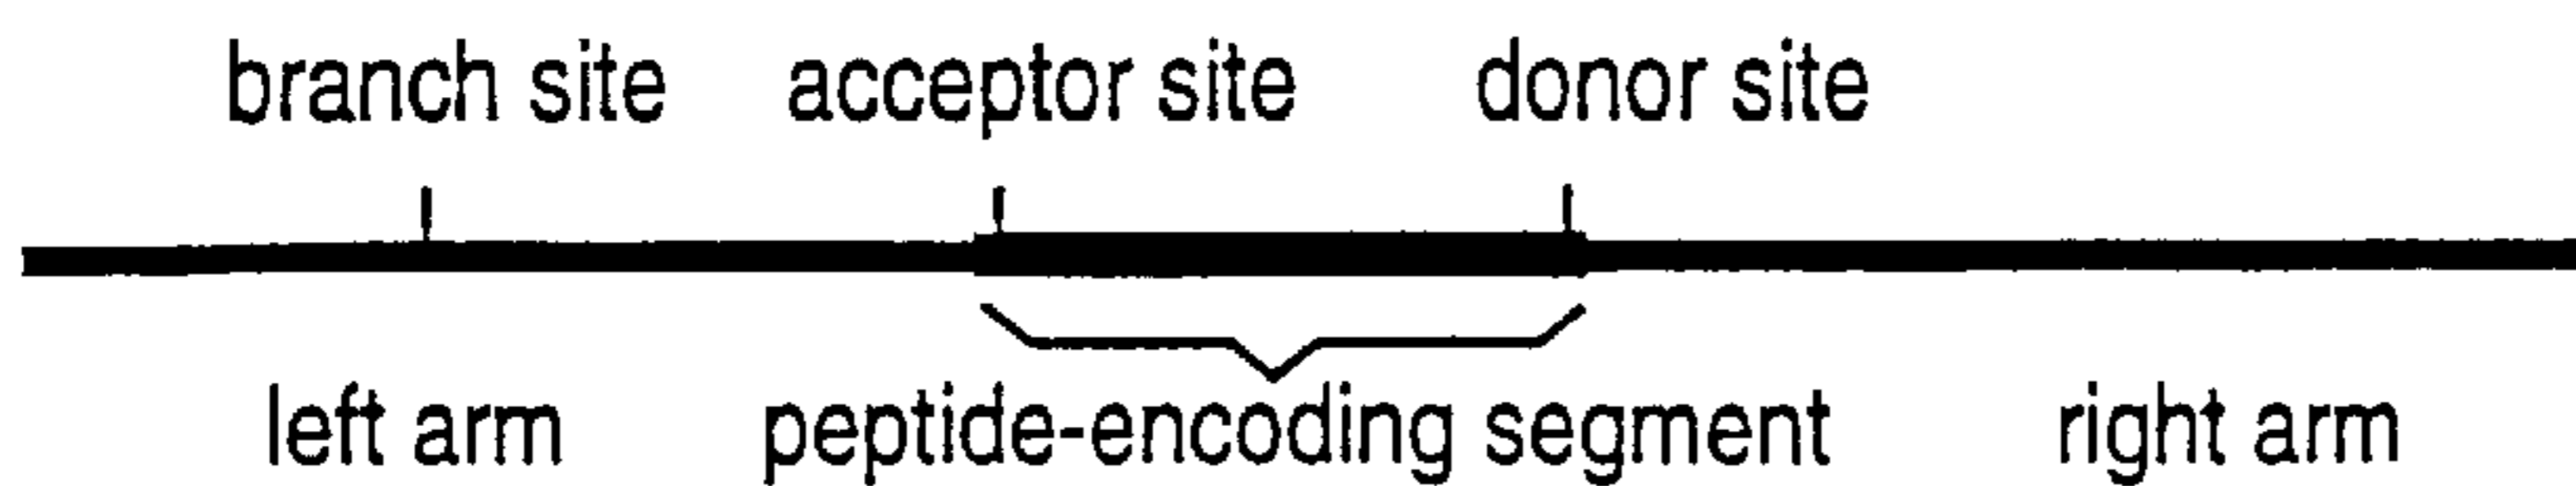 branch site acceptor site donor site
left arm peptide-encoding segment right arm